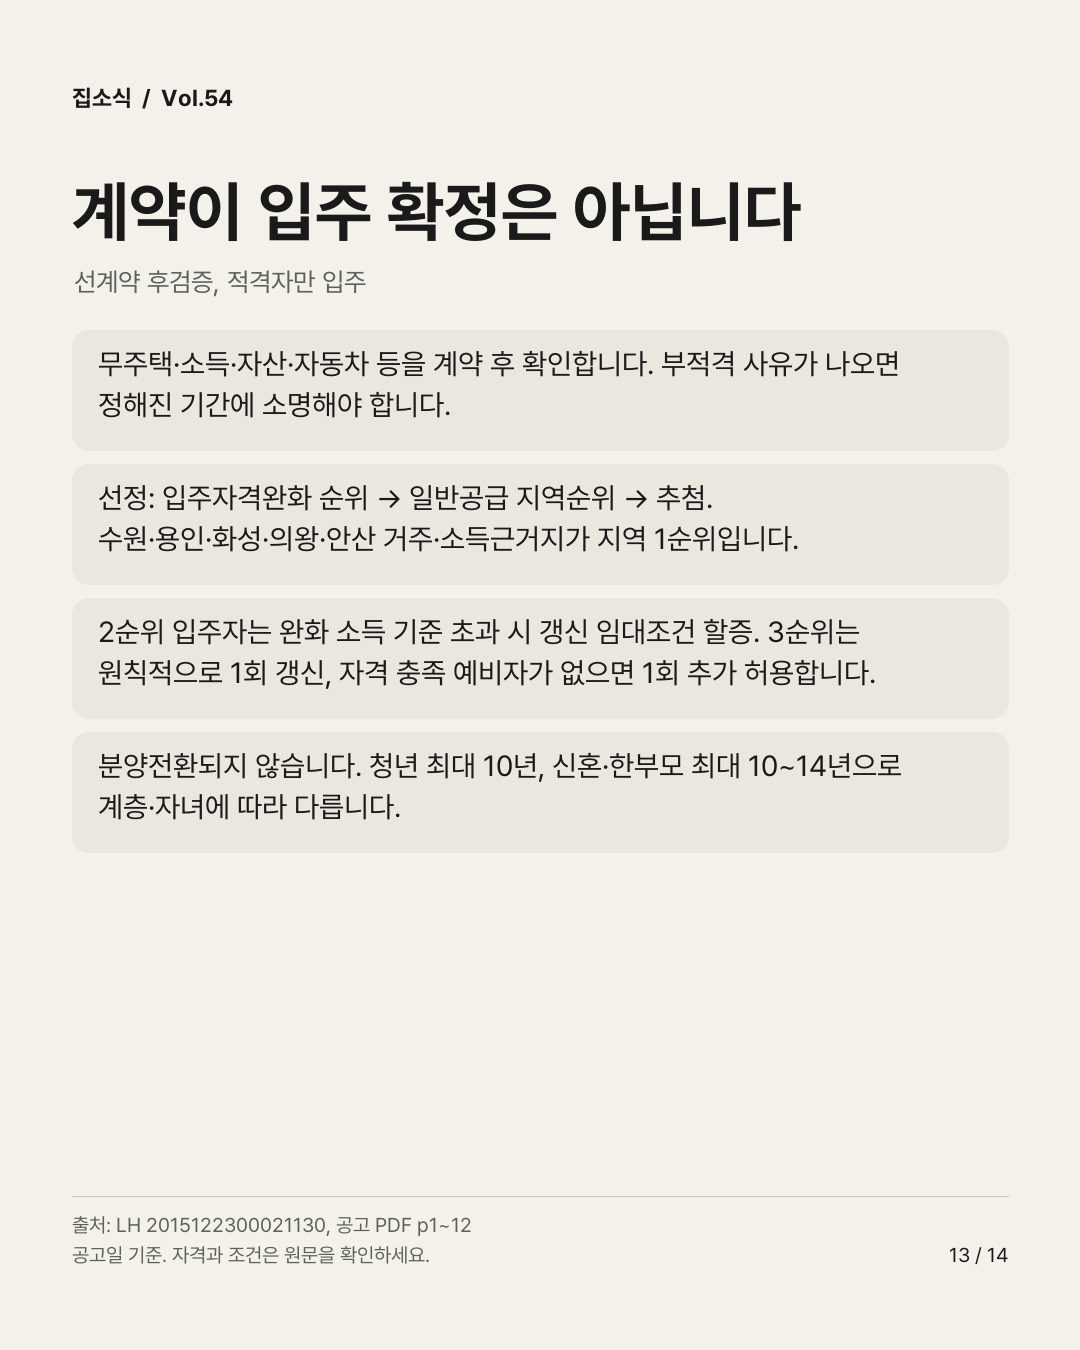 집소식 / Vol.54
계약이 입주 확정은 아닙니다
선계약 후검증, 적격자만 입주
무주택·소득·자산·자동차 등을 계약 후 확인합니다. 부적격 사유가 나오면
정해진 기간에 소명해야 합니다.
선정: 입주자격완화 순위 → 일반공급 지역순위 → 추첨.
수원·용인·화성·의왕·안산 거주·소득근거지가 지역 1순위입니다.
2순위 입주자는 완화 소득 기준 초과 시 갱신 임대조건 할증. 3순위는
원칙적으로 1회 갱신, 자격 충족 예비자가 없으면 1회 추가 허용합니다.
분양전환되지 않습니다. 청년 최대 10년, 신혼·한부모 최대 10~14년으로
계층·자녀에 따라 다릅니다.
출처: LH 2015122300021130, 공고 PDF p1~12
공고일 기준. 자격과 조건은 원문을 확인하세요.
13 / 14